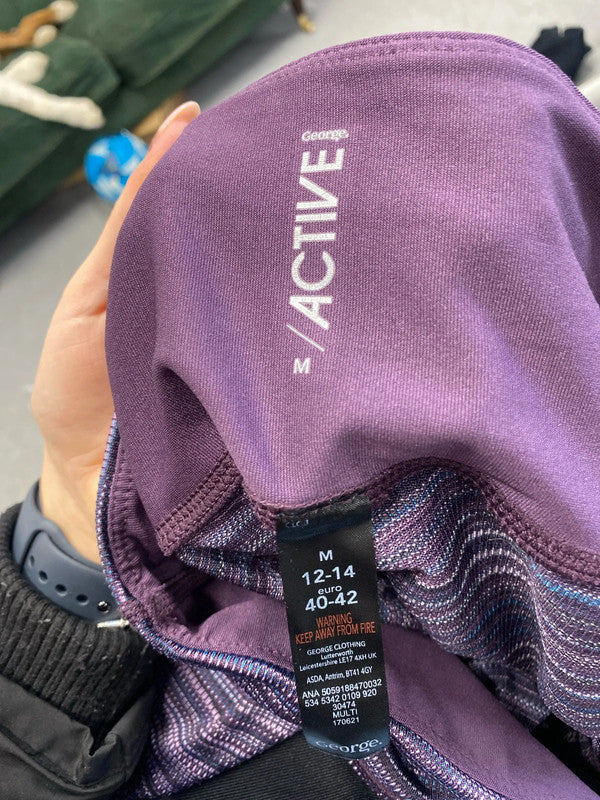 George.
M / ACTIVE
M
12-14
euro
40-42
WARNING
KEEP AWAY FROM FIRE
GEORGE CLOTHING
Lutterworth
Leicestershire LE17 4XH UK
ASDA, Antrim, BT41 4GY
ANA 5059188470032
534 5342 0109 920
30474
MULTI
170621
George.